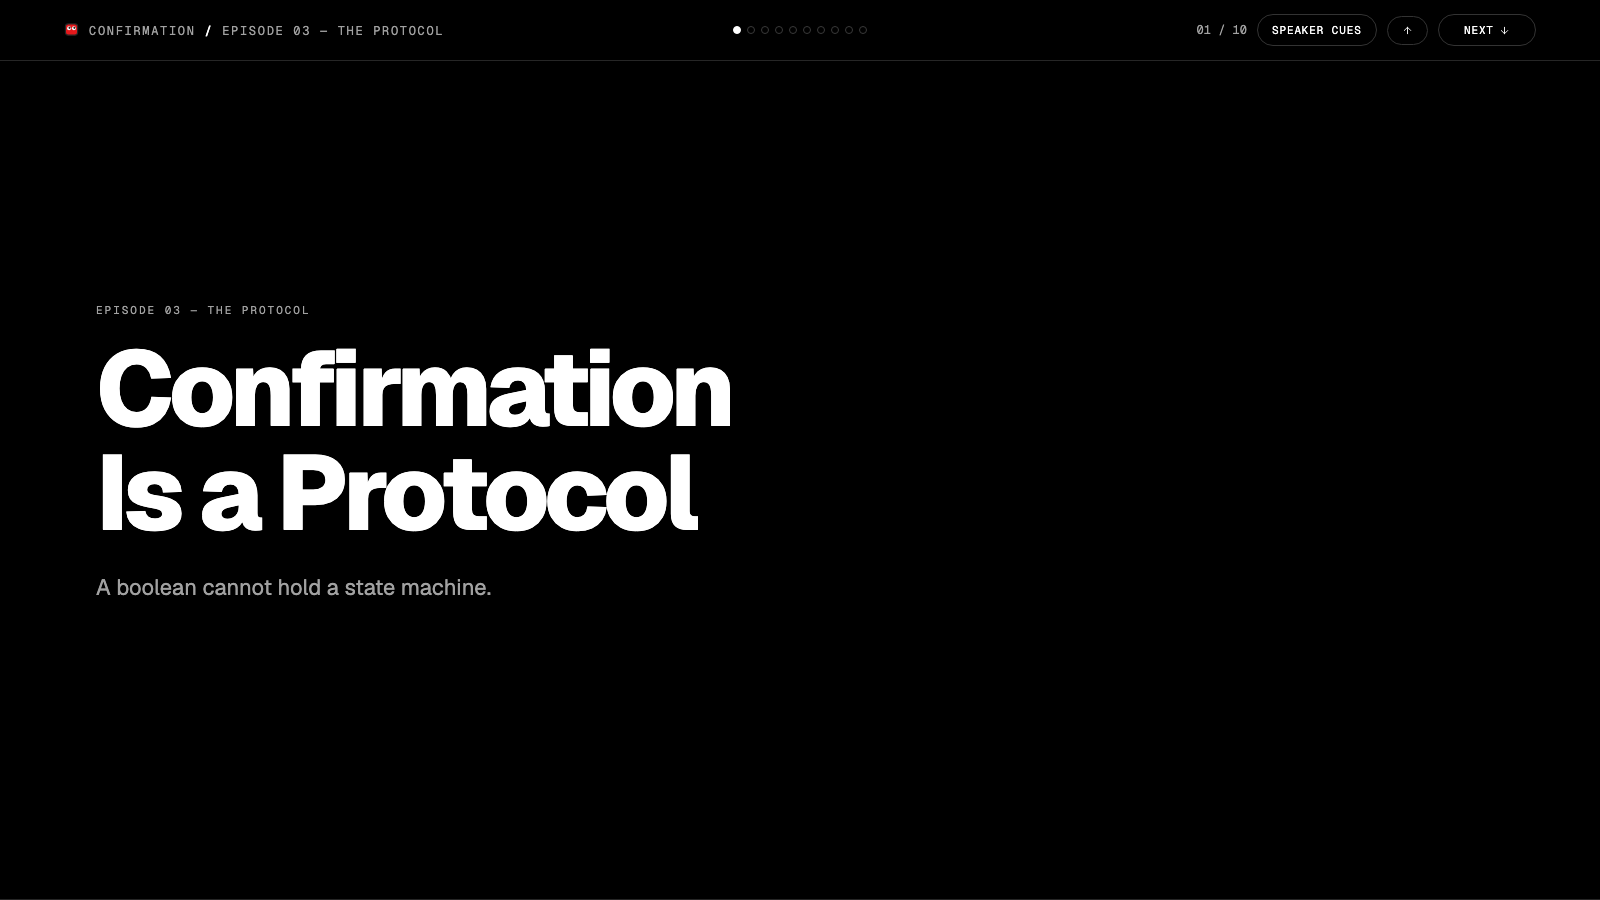 CONFIRMATION / EPISODE 03 — THE PROTOCOL
01 / 10
SPEAKER CUES
↑
NEXT ↓
EPISODE 03 — THE PROTOCOL
Confirmation
Is a Protocol
A boolean cannot hold a state machine.